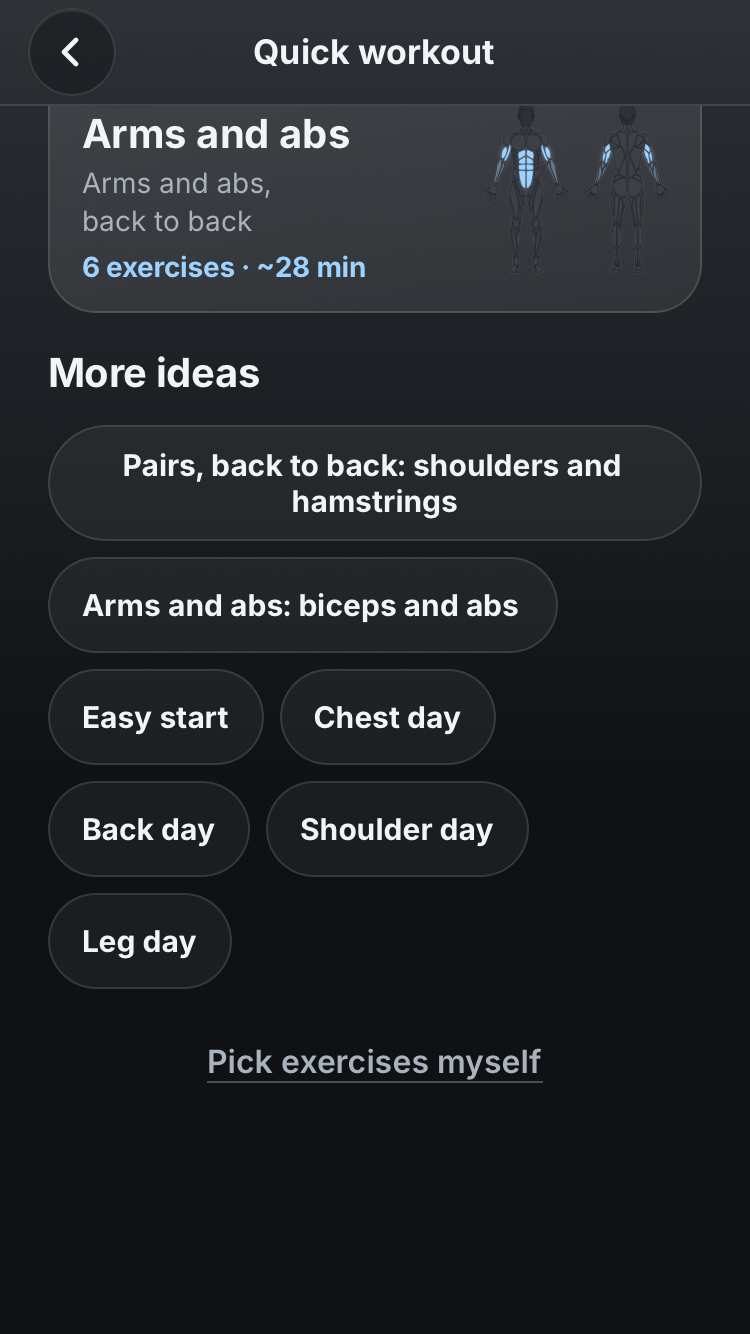 Quick workout
Arms and abs
Arms and abs,
back to back
6 exercises · ~28 min
More ideas
Pairs, back to back: shoulders and
hamstrings
Arms and abs: biceps and abs
Easy start
Chest day
Back day
Shoulder day
Leg day
Pick exercises myself